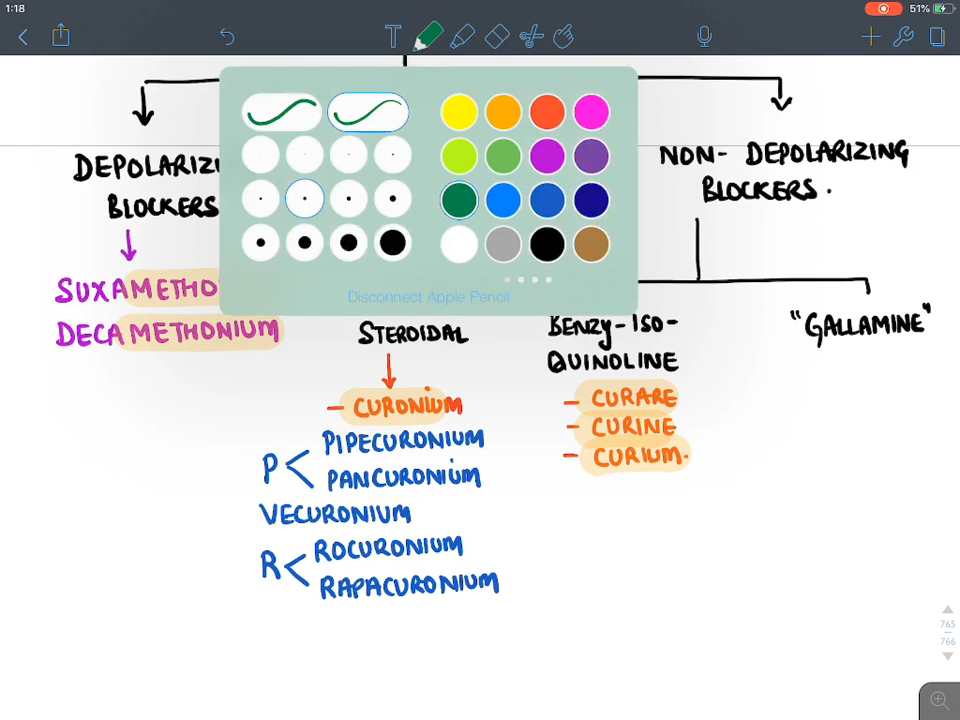 1:18
51%
T
DEPOLARIZI
BLOCKERS
NON- DEPOLARIZING
BLOCKERS.
SUXAMETHO
DECAMETHONIUM
Disconnect Apple Pencil
STEROIDAL
BENZY-ISO-
QUINOLINE
"GALLAMINE"
- CURONIUM
- CURARE
- CURINE
- CURIUM.
P < PIPECURONIUM
PANCURONIUM
VECURONIUM
R < ROCURONIUM
RAPACURONIUM
765
766